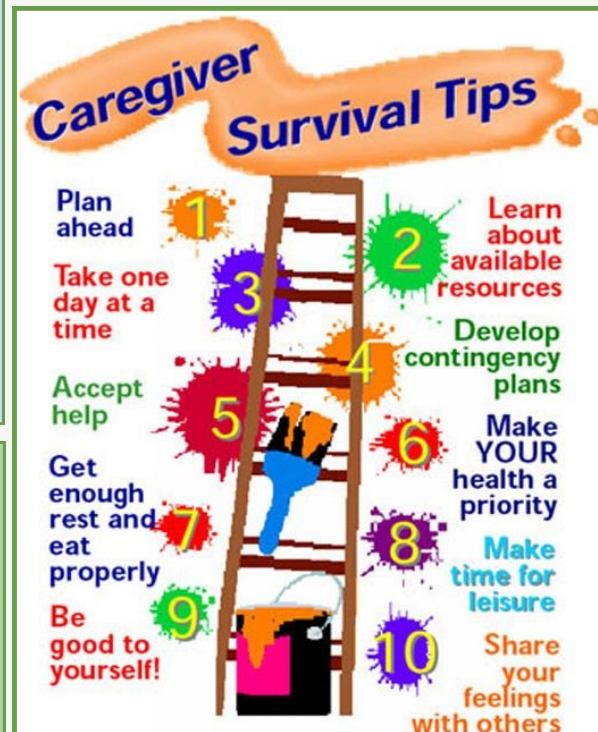 Caregiver
Survival Tips
1
Plan
ahead
2
Learn
about
available
resources
3
Take one
day at a
time
4
Develop
contingency
plans
5
Accept
help
6
Make
YOUR
health a
priority
7
Get
enough
rest and
eat
properly
8
Make
time for
leisure
9
Be
good to
yourself!
10
Share
your
feelings
with others